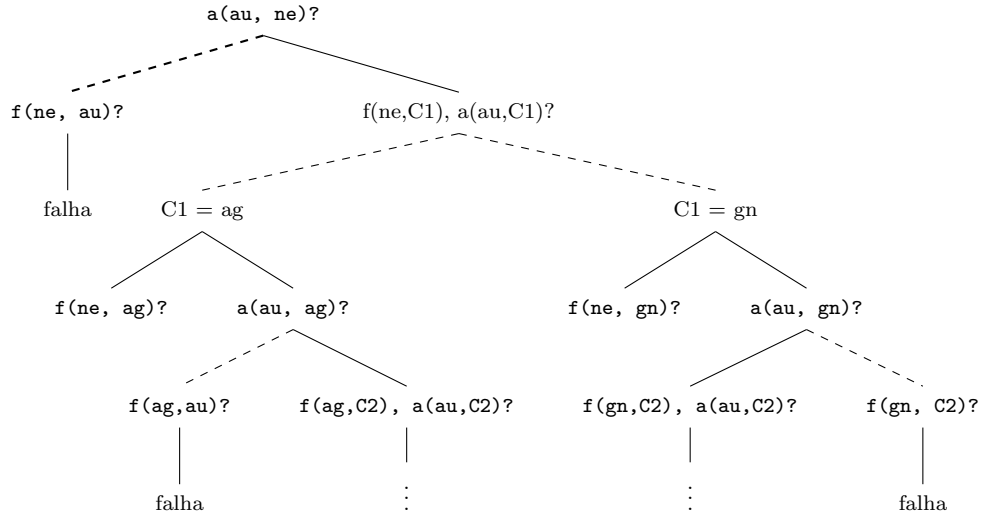 a(au, ne)?
f(ne, au)?
f(ne,C1), a(au,C1)?
falha
C1 = ag
C1 = gn
f(ne, ag)?
a(au, ag)?
f(ne, gn)?
a(au, gn)?
f(ag,au)?
f(ag,C2), a(au,C2)?
f(gn,C2), a(au,C2)?
f(gn, C2)?
falha
⋮
⋮
falha